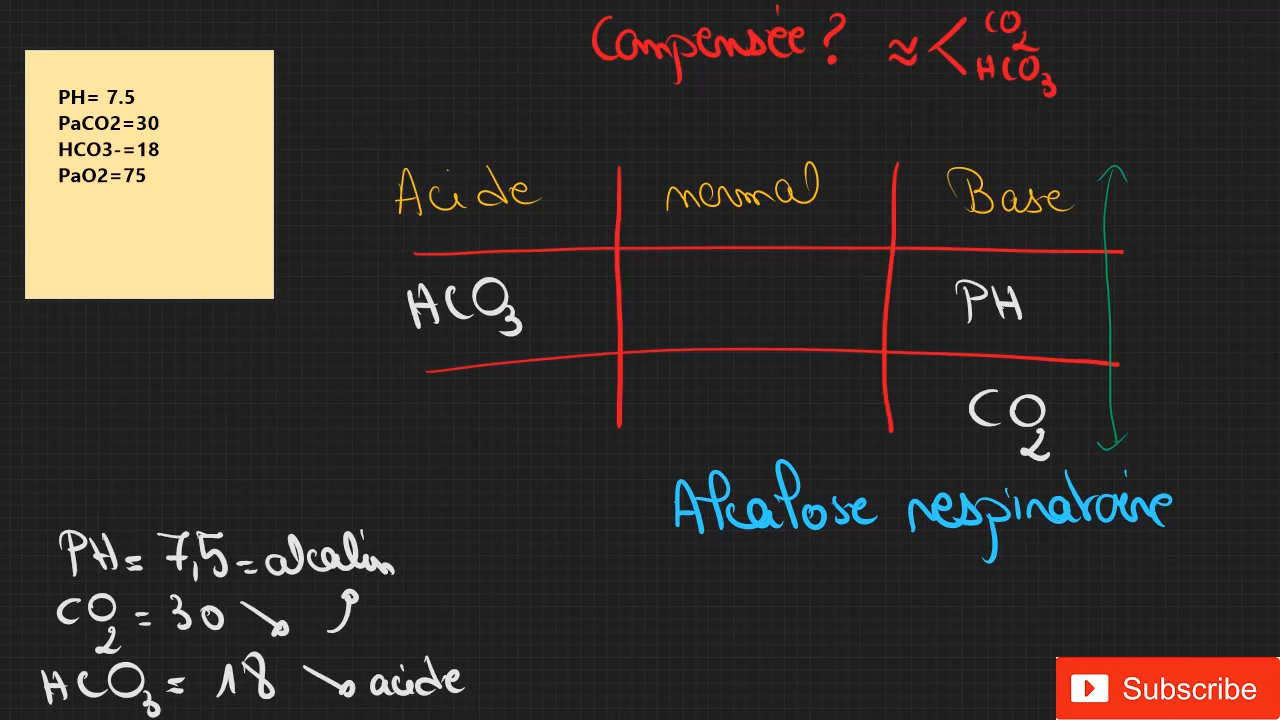 Compensée ? ≈ < CO2
HCO3
PH= 7.5
PaCO2=30
HCO3-=18
PaO2=75
Acide normal Base
HCO3 PH
CO2
Alcalose respiratoire
PH = 7,5 = alcalin
CO2 = 30 ↘
HCO3 = 18 ↘ acide
Subscribe